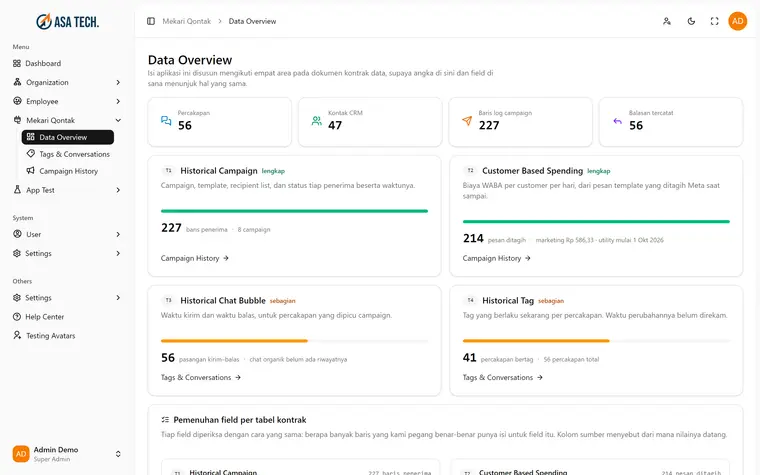 ASA TECH.
Menu
Dashboard
Organization
Employee
Mekari Qontak
Data Overview
Tags & Conversations
Campaign History
App Test
System
User
Settings
Others
Settings
Help Center
Testing Avatars
AD
Admin Demo
Super Admin
Mekari Qontak > Data Overview
AD
Data Overview
Isi aplikasi ini disusun mengikuti empat area pada dokumen kontrak data, supaya angka di sini dan field di
sana menunjuk hal yang sama.
Percakapan
56
Kontak CRM
47
Baris log campaign
227
Balasan tercatat
56
T1 Historical Campaign lengkap
Campaign, template, recipient list, dan status tiap penerima beserta waktunya.
227 baris penerima · 8 campaign
Campaign History →
T2 Customer Based Spending lengkap
Biaya WABA per customer per hari, dari pesan template yang ditagih Meta saat
sampai.
214 pesan ditagih · marketing Rp 586,33 · utility mulai 1 Okt 2026
Campaign History →
T3 Historical Chat Bubble sebagian
Waktu kirim dan waktu balas, untuk percakapan yang dipicu campaign.
56 pasangan kirim-balas · chat organik belum ada riwayatnya
Tags & Conversations →
T4 Historical Tag sebagian
Tag yang berlaku sekarang per percakapan. Waktu perubahannya belum direkam.
41 percakapan bertag · 56 percakapan total
Tags & Conversations →
Pemenuhan field per tabel kontrak
Tiap field diperiksa dengan cara yang sama: berapa banyak baris yang kami pegang benar-benar punya isi untuk field itu. Kolom sumber menyebut dari mana nilainya datang.
T1 Historical Campaign 227 baris penerima
T2 Customer Based Spending 214 pesan ditagih